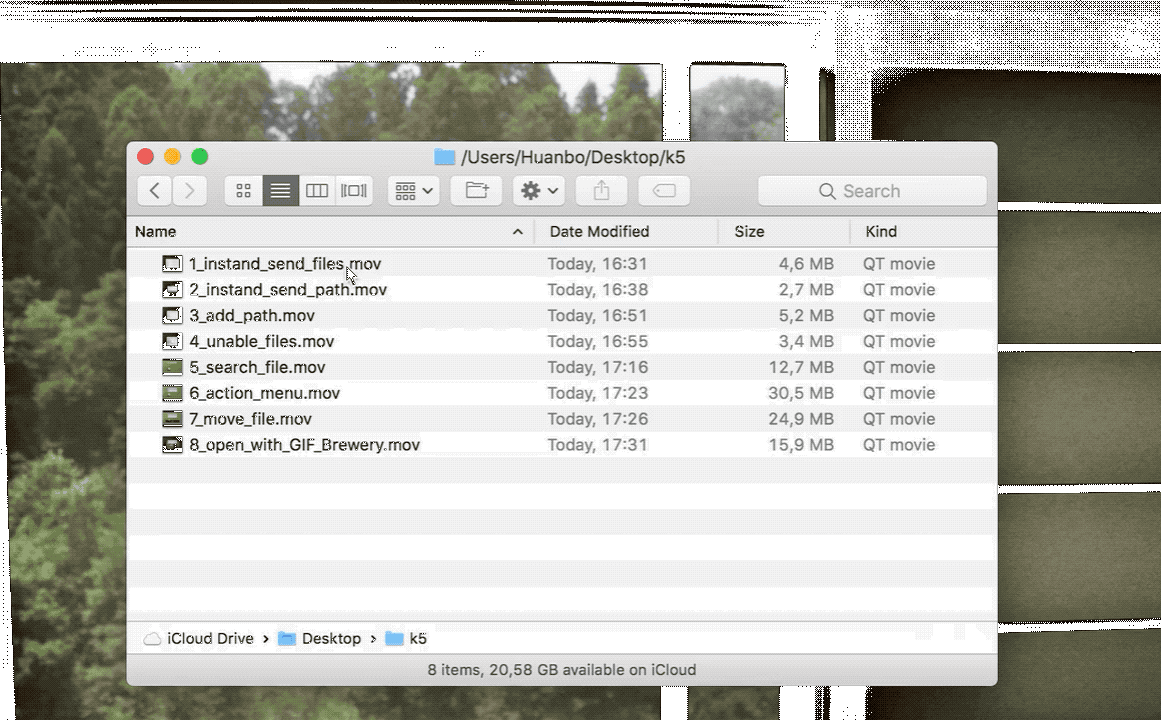 /Users/Huanbo/Desktop/k5
Search
Name Date Modified Size Kind
1_instand_send_files.mov Today, 16:31 4,6 MB QT movie
2_instand_send_path.mov Today, 16:38 2,7 MB QT movie
3_add_path.mov Today, 16:51 5,2 MB QT movie
4_unable_files.mov Today, 16:55 3,4 MB QT movie
5_search_file.mov Today, 17:16 12,7 MB QT movie
6_action_menu.mov Today, 17:23 30,5 MB QT movie
7_move_file.mov Today, 17:26 24,9 MB QT movie
8_open_with_GIF_Brewery.mov Today, 17:31 15,9 MB QT movie
iCloud Drive › Desktop › k5
8 items, 20,58 GB available on iCloud